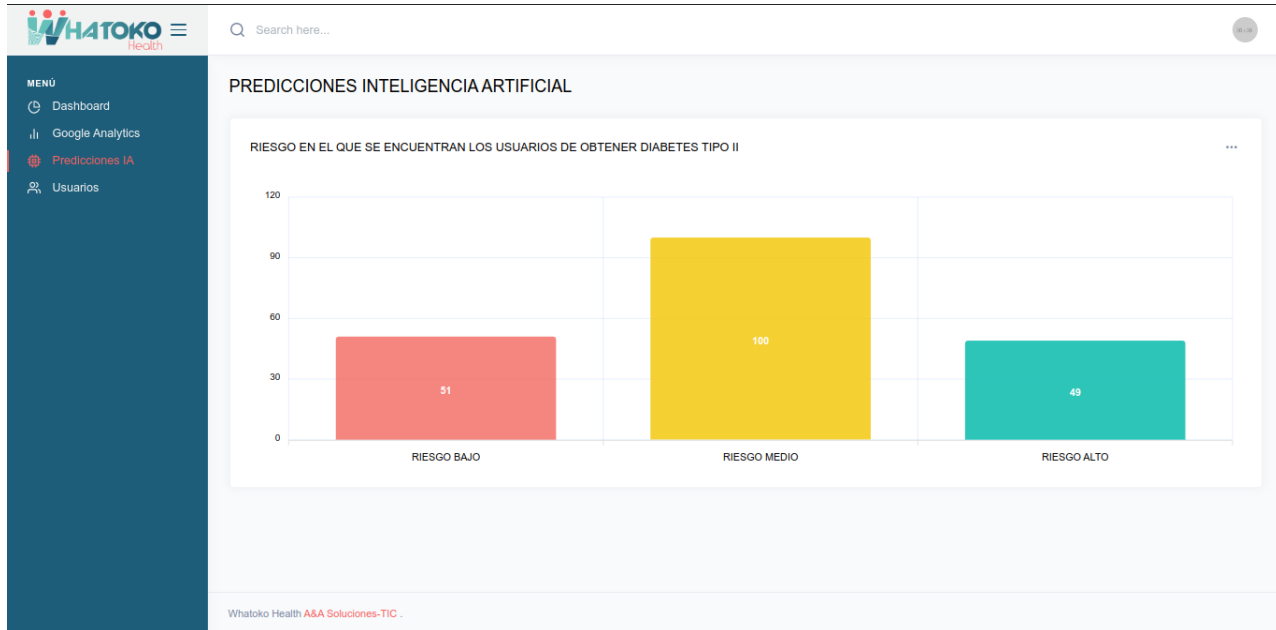 WHATOKO
Health
Search here...
MENÚ
Dashboard
Google Analytics
Predicciones IA
Usuarios
PREDICCIONES INTELIGENCIA ARTIFICIAL
RIESGO EN EL QUE SE ENCUENTRAN LOS USUARIOS DE OBTENER DIABETES TIPO II
120
90
60
30
0
51
100
49
RIESGO BAJO
RIESGO MEDIO
RIESGO ALTO
Whatoko Health A&A Soluciones-TIC .